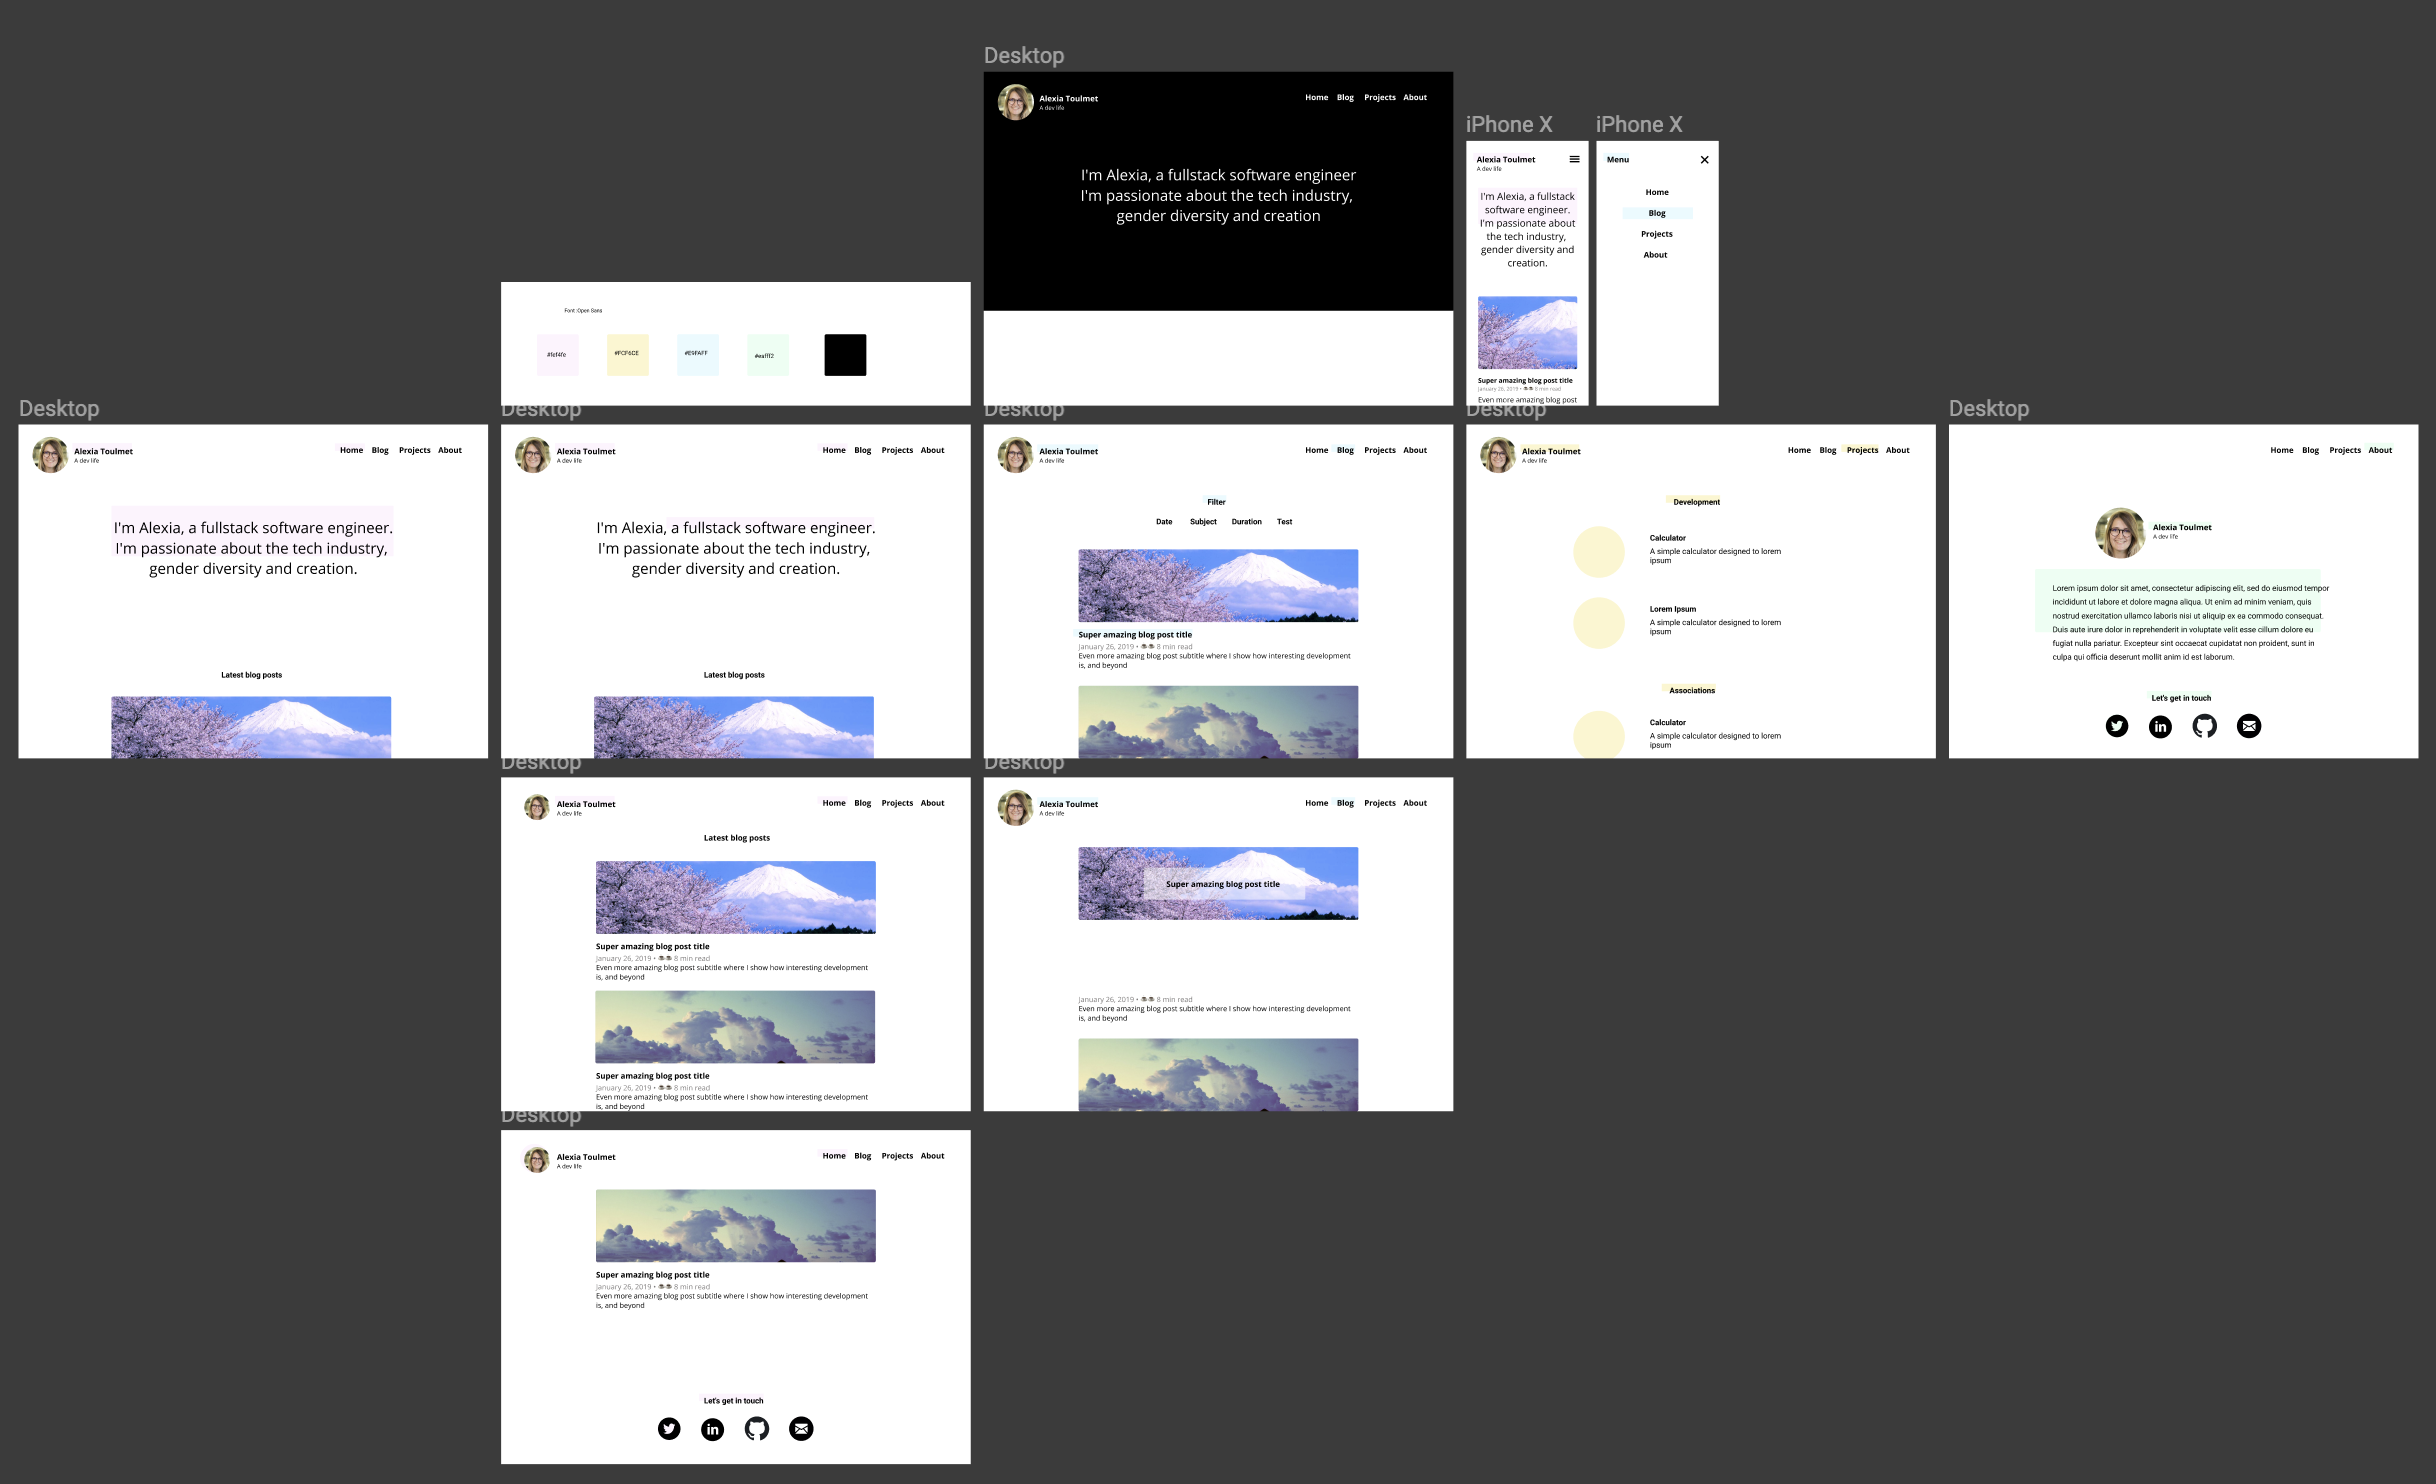 Desktop
Alexia Toulmet
A dev life
Home Blog Projects About
I'm Alexia, a fullstack software engineer
I'm passionate about the tech industry,
gender diversity and creation
iPhone X
Alexia Toulmet
A dev life
I'm Alexia, a fullstack
software engineer.
I'm passionate about
the tech industry,
gender diversity and
creation.
Super amazing blog post title
January 26, 2019 • 8 min read
Even more amazing blog post
iPhone X
Menu
Home
Blog
Projects
About
Font :Open Sans
#fcf6de
#E9FAFF
#eafff2
Desktop
Alexia Toulmet
A dev life
Home Blog Projects About
I'm Alexia, a fullstack software engineer.
I'm passionate about the tech industry,
gender diversity and creation.
Latest blog posts
Desktop
Alexia Toulmet
A dev life
Home Blog Projects About
I'm Alexia, a fullstack software engineer.
I'm passionate about the tech industry,
gender diversity and creation.
Latest blog posts
Desktop
Alexia Toulmet
A dev life
Home Blog Projects About
Filter
Date Subject Duration Test
Super amazing blog post title
January 26, 2019 • 8 min read
Even more amazing blog post subtitle where I show how interesting development
is, and beyond
Desktop
Alexia Toulmet
A dev life
Home Blog Projects About
Development
Calculator
A simple calculator designed to lorem
ipsum
Lorem Ipsum
A simple calculator designed to lorem
ipsum
Associations
Calculator
A simple calculator designed to lorem
ipsum
Desktop
Home Blog Projects About
Alexia Toulmet
A dev life
Lorem ipsum dolor sit amet, consectetur adipiscing elit, sed do eiusmod tempor
incididunt ut labore et dolore magna aliqua. Ut enim ad minim veniam, quis
nostrud exercitation ullamco laboris nisi ut aliquip ex ea commodo consequat.
Duis aute irure dolor in reprehenderit in voluptate velit esse cillum dolore eu
fugiat nulla pariatur. Excepteur sint occaecat cupidatat non proident, sunt in
culpa qui officia deserunt mollit anim id est laborum.
Let's get in touch
in
Desktop
Alexia Toulmet
A dev life
Home Blog Projects About
Latest blog posts
Super amazing blog post title
January 26, 2019 • 8 min read
Even more amazing blog post subtitle where I show how interesting development
is, and beyond
Super amazing blog post title
January 26, 2019 • 8 min read
Even more amazing blog post subtitle where I show how interesting development
is, and beyond
Desktop
Alexia Toulmet
A dev life
Home Blog Projects About
Super amazing blog post title
January 26, 2019 • 8 min read
Even more amazing blog post subtitle where I show how interesting development
is, and beyond
Desktop
Alexia Toulmet
A dev life
Home Blog Projects About
Super amazing blog post title
January 26, 2019 • 8 min read
Even more amazing blog post subtitle where I show how interesting development
is, and beyond
Let's get in touch
in